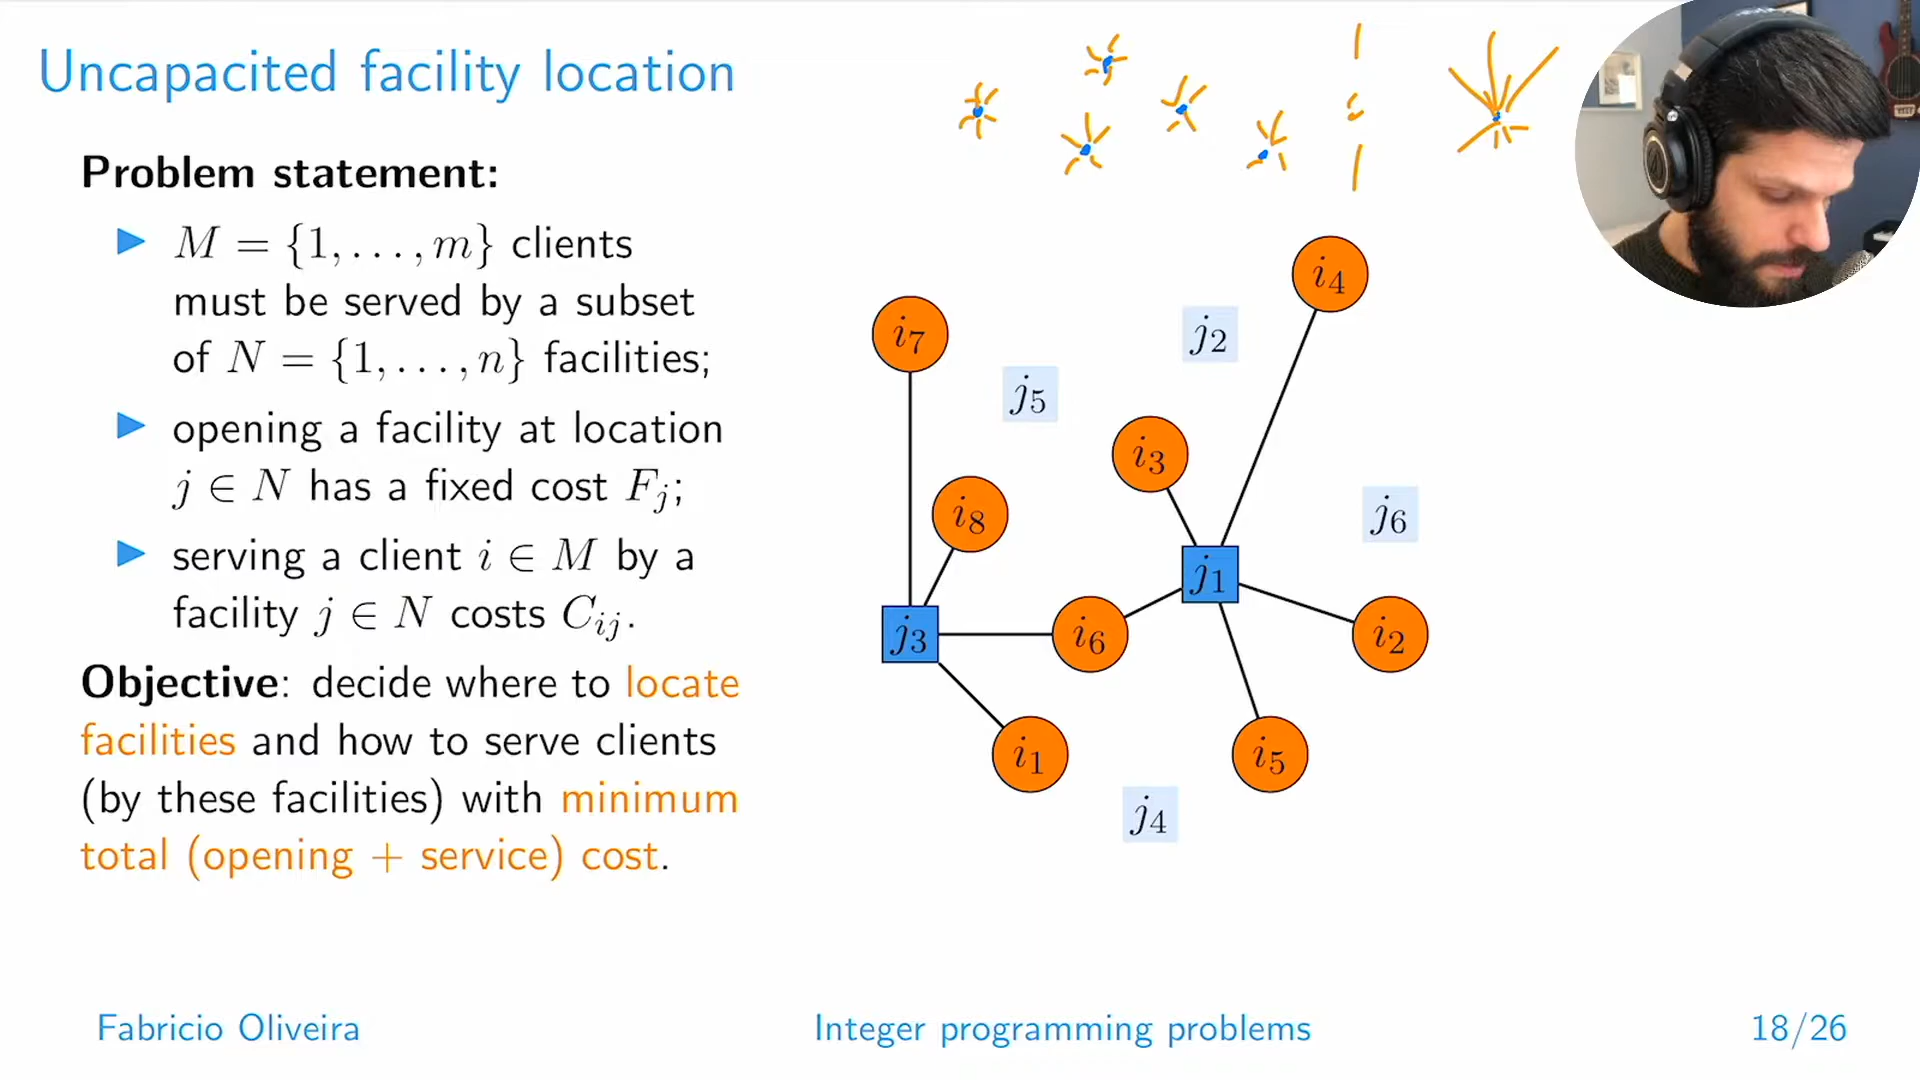 Uncapacited facility location
Problem statement:
M = {1, . . . , m} clients
must be served by a subset
of N = {1, . . . , n} facilities;
opening a facility at location
j ∈ N has a fixed cost F_j;
serving a client i ∈ M by a
facility j ∈ N costs C_{ij}.
Objective: decide where to locate
facilities and how to serve clients
(by these facilities) with minimum
total (opening + service) cost.
i_4
i_7
j_2
j_5
i_3
i_8
j_6
j_1
j_3
i_6
i_2
i_1
i_5
j_4
Fabricio Oliveira
Integer programming problems
18/26